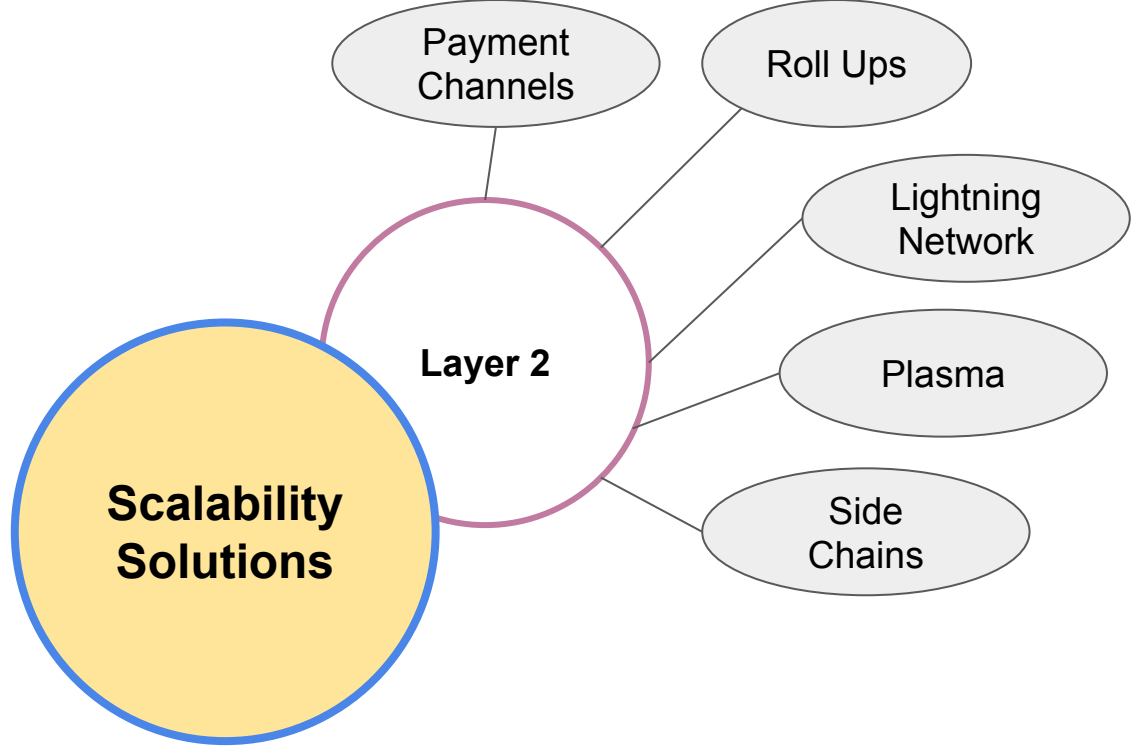 Payment
Channels
Roll Ups
Lightning
Network
Layer 2
Plasma
Scalability
Solutions
Side
Chains